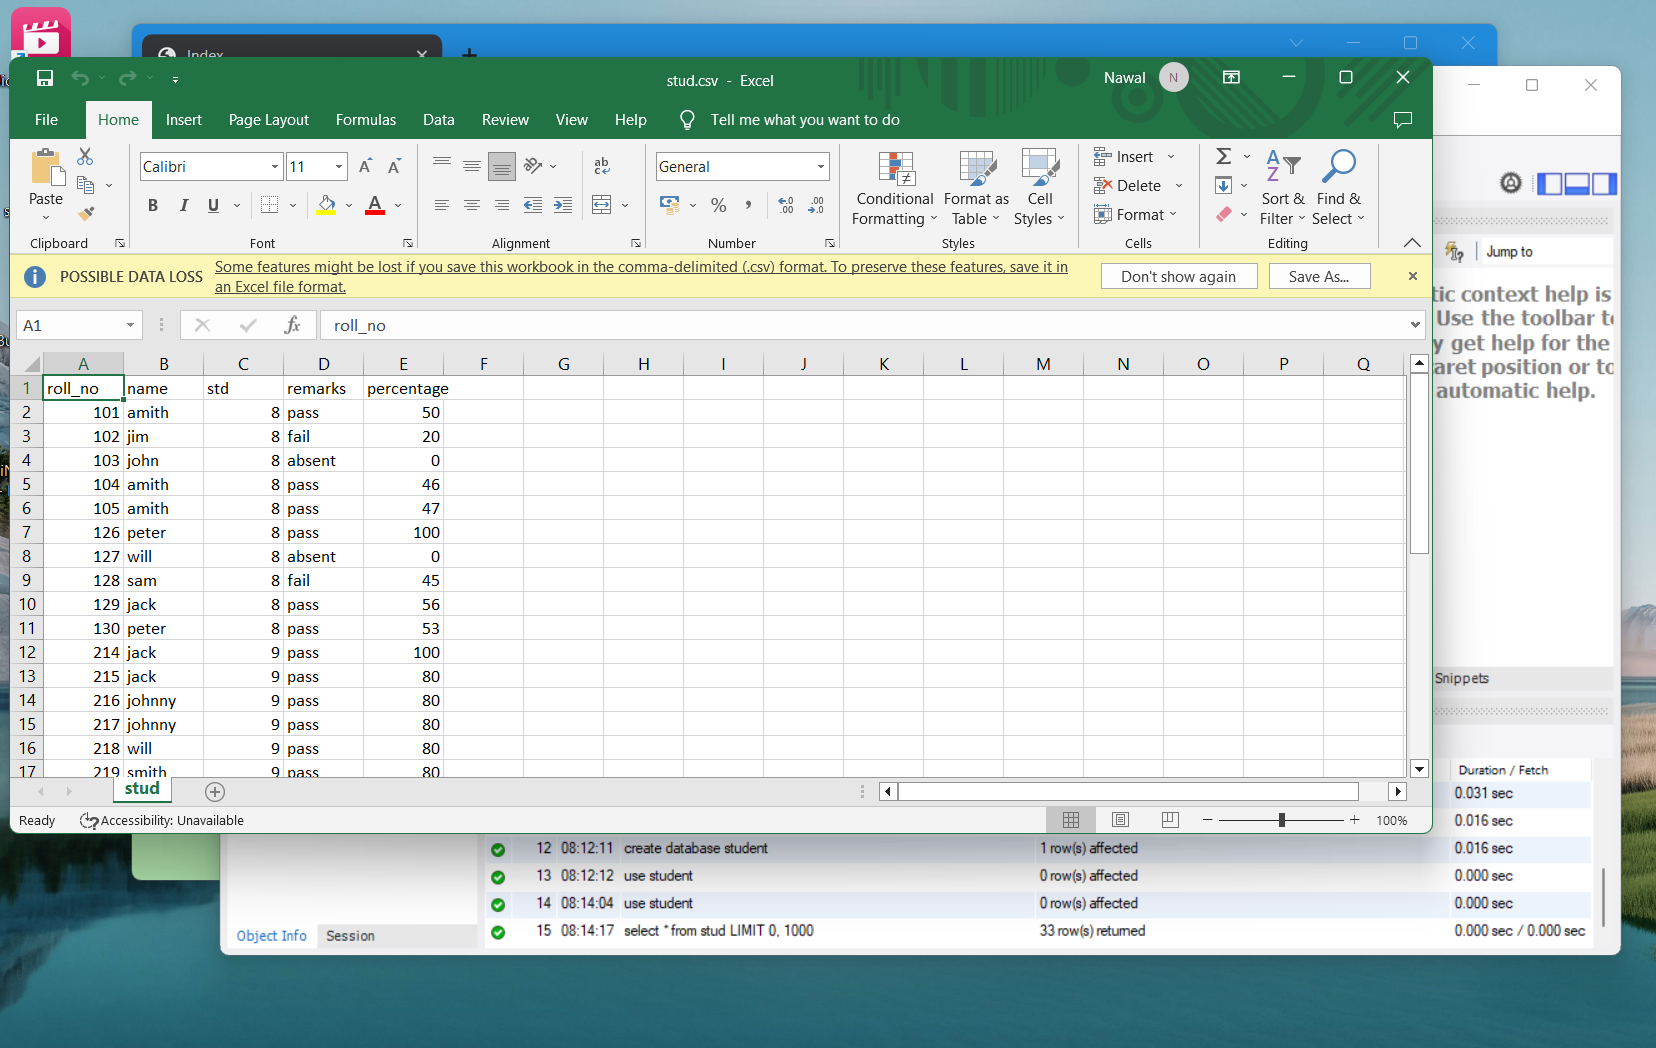 Index
stud.csv - Excel
Nawal N
File Home Insert Page Layout Formulas Data Review View Help Tell me what you want to do
Paste
Calibri 11
B I U
General
Conditional Formatting
Format as Table
Cell Styles
Insert
Delete
Format
Sort & Filter
Find & Select
Clipboard Font Alignment Number Styles Cells Editing
POSSIBLE DATA LOSS Some features might be lost if you save this workbook in the comma-delimited (.csv) format. To preserve these features, save it in
an Excel file format.
Don't show again Save As...
A1 fx roll_no
A B C D E F G H I J K L M N O P Q
1 roll_no name std remarks percentage
2 101 amith 8 pass 50
3 102 jim 8 fail 20
4 103 john 8 absent 0
5 104 amith 8 pass 46
6 105 amith 8 pass 47
7 126 peter 8 pass 100
8 127 will 8 absent 0
9 128 sam 8 fail 45
10 129 jack 8 pass 56
11 130 peter 8 pass 53
12 214 jack 9 pass 100
13 215 jack 9 pass 80
14 216 johnny 9 pass 80
15 217 johnny 9 pass 80
16 218 will 9 pass 80
17 219 smith 9 pass 80
stud
Ready Accessibility: Unavailable 100%
Jump to
tic context help is
Use the toolbar to
y get help for the
aret position or to
automatic help.
Snippets
Duration / Fetch
0.031 sec
0.016 sec
12 08:12:11 create database student 1 row(s) affected 0.016 sec
13 08:12:12 use student 0 row(s) affected 0.000 sec
14 08:14:04 use student 0 row(s) affected 0.000 sec
15 08:14:17 select * from stud LIMIT 0, 1000 33 row(s) returned 0.000 sec / 0.000 sec
Object Info Session